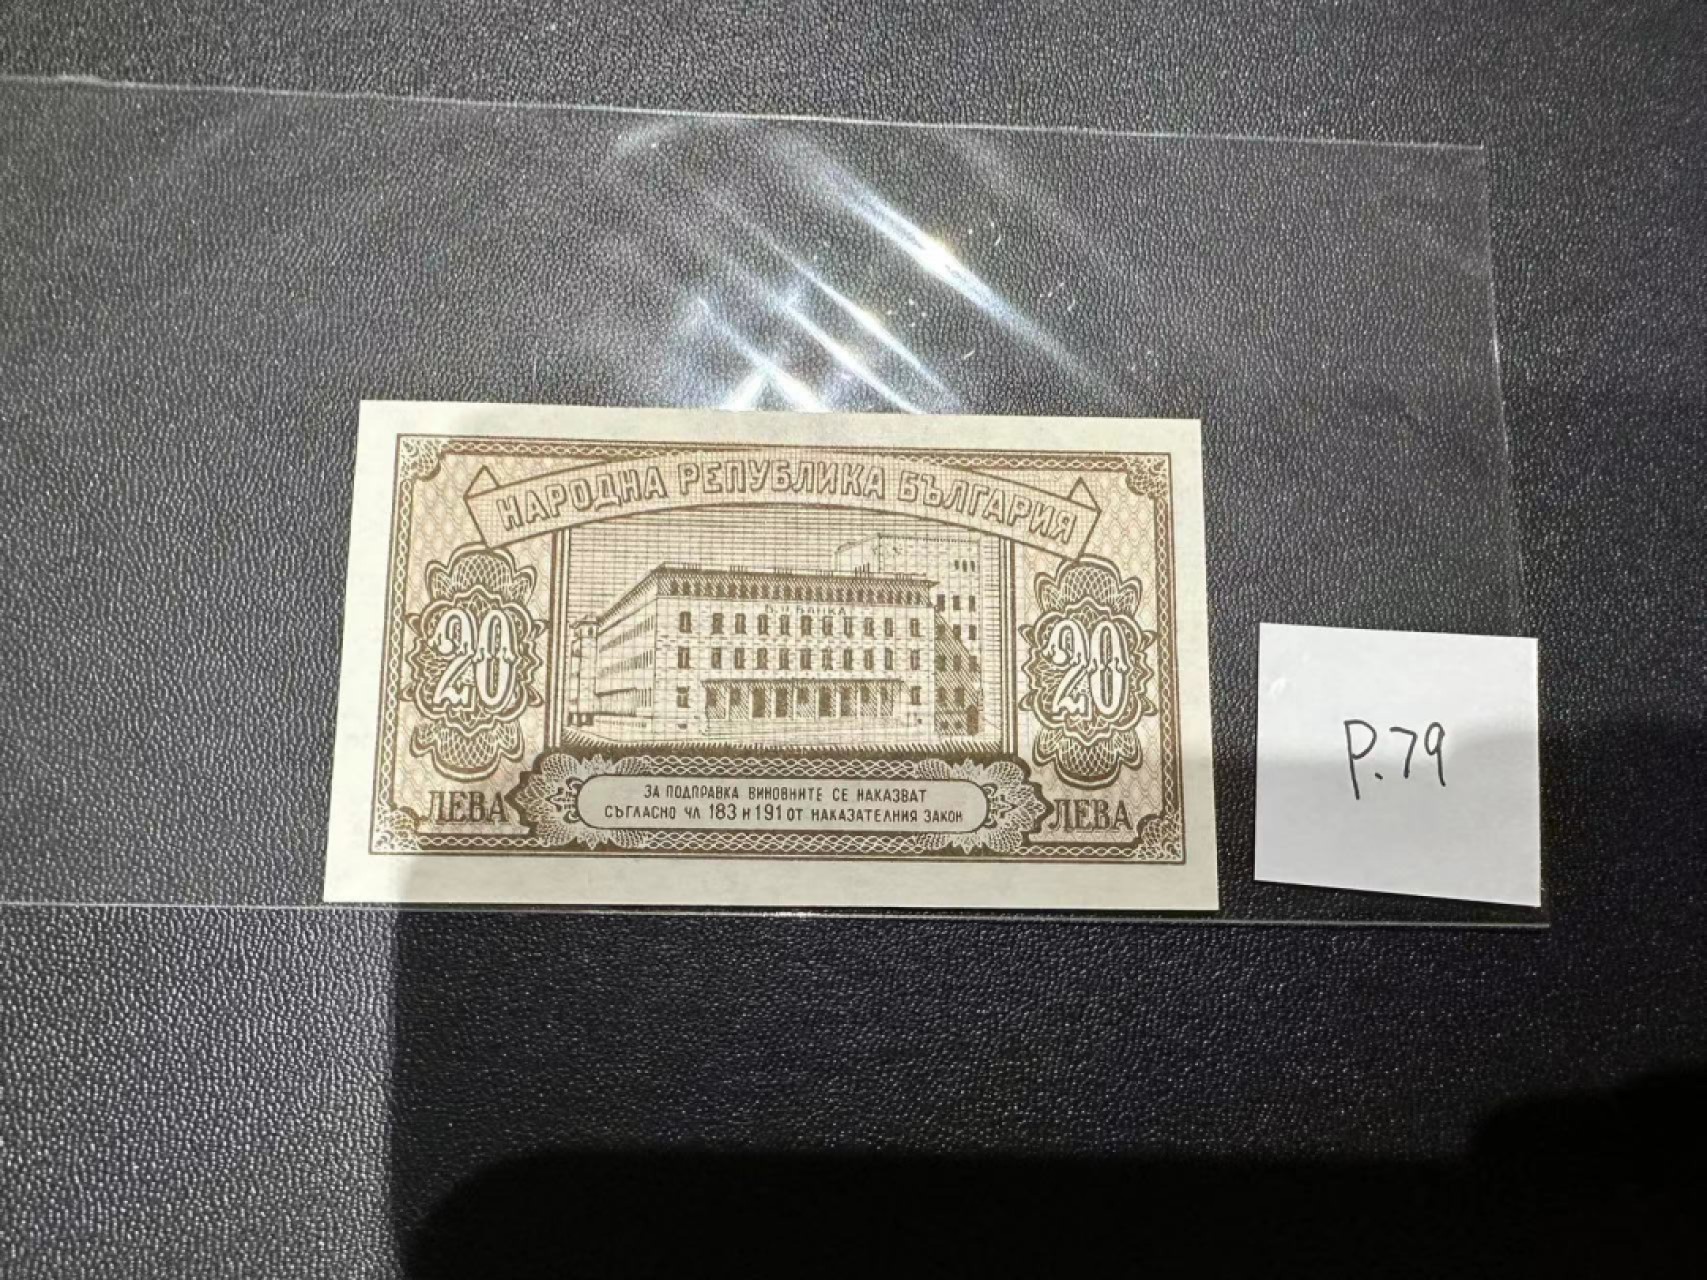 НАРОДНА РЕПУБЛИКА БЪЛГАРИЯ
Б.Н.БАНКА
20
20
ЛЕВА
ЛЕВА
ЗА ПОДПРАВКА ВИНОВНИТЕ СЕ НАКАЗВАТ
СЪГЛАСНО ЧЛ 183 И 191 ОТ НАКАЗАТЕЛНИЯ ЗАКОН
P.79